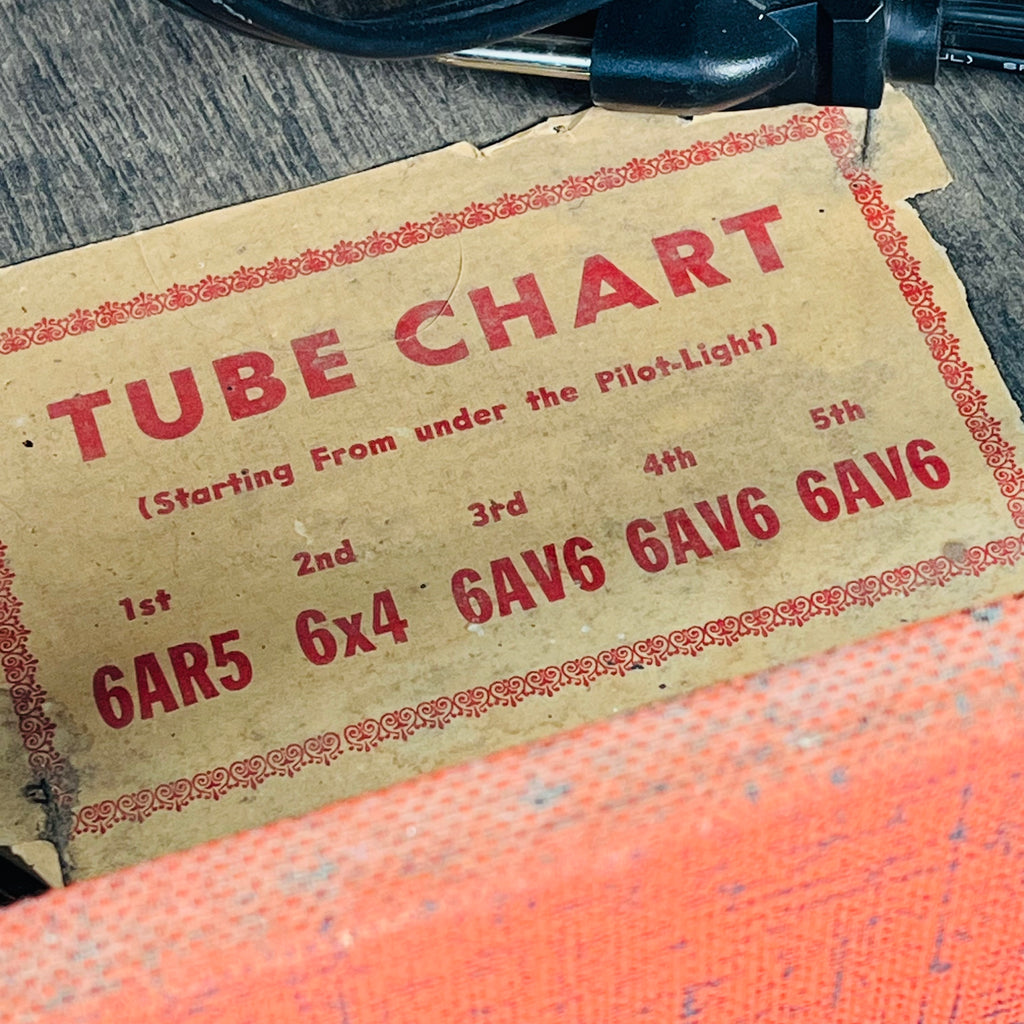 TUBE CHART
(Starting From under the Pilot-Light)
1st 2nd 3rd 4th 5th
6AR5 6x4 6AV6 6AV6 6AV6